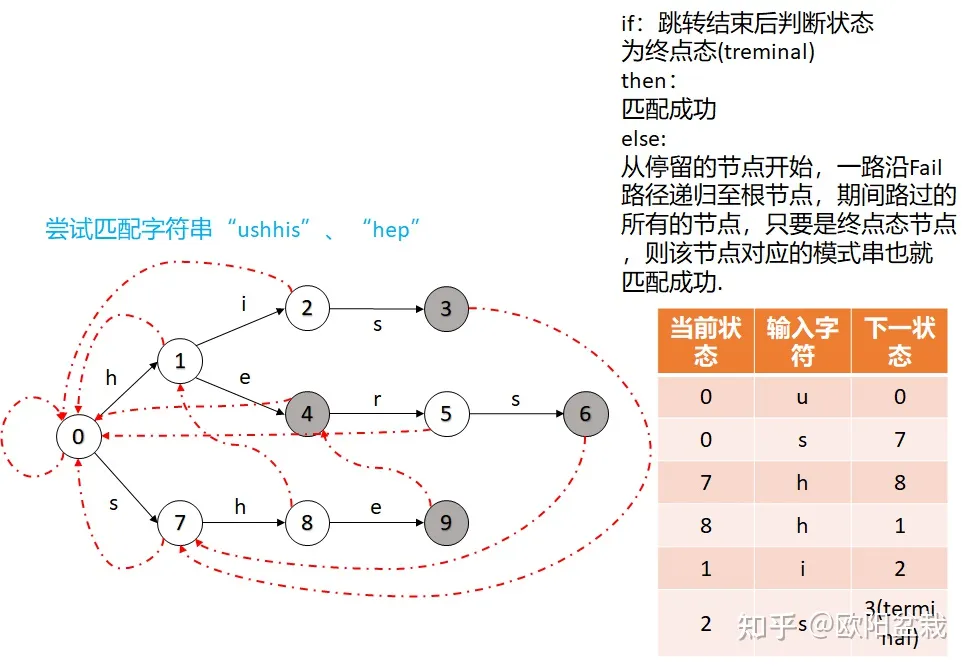 if：跳转结束后判断状态
为终点态(treminal)
then：
匹配成功
else:
从停留的节点开始，一路沿Fail
路径递归至根节点，期间路过的
所有的节点，只要是终点态节点
，则该节点对应的模式串也就
匹配成功.
尝试匹配字符串“ushhis”、“hep”
i
2
s
3
h
1
e
4
r
5
s
6
0
s
7
h
8
e
9
当前状态 输入字符 下一状态
0 u 0
0 s 7
7 h 8
8 h 1
1 i 2
2 s 3(terminal)
知乎 @欧阳盆栽